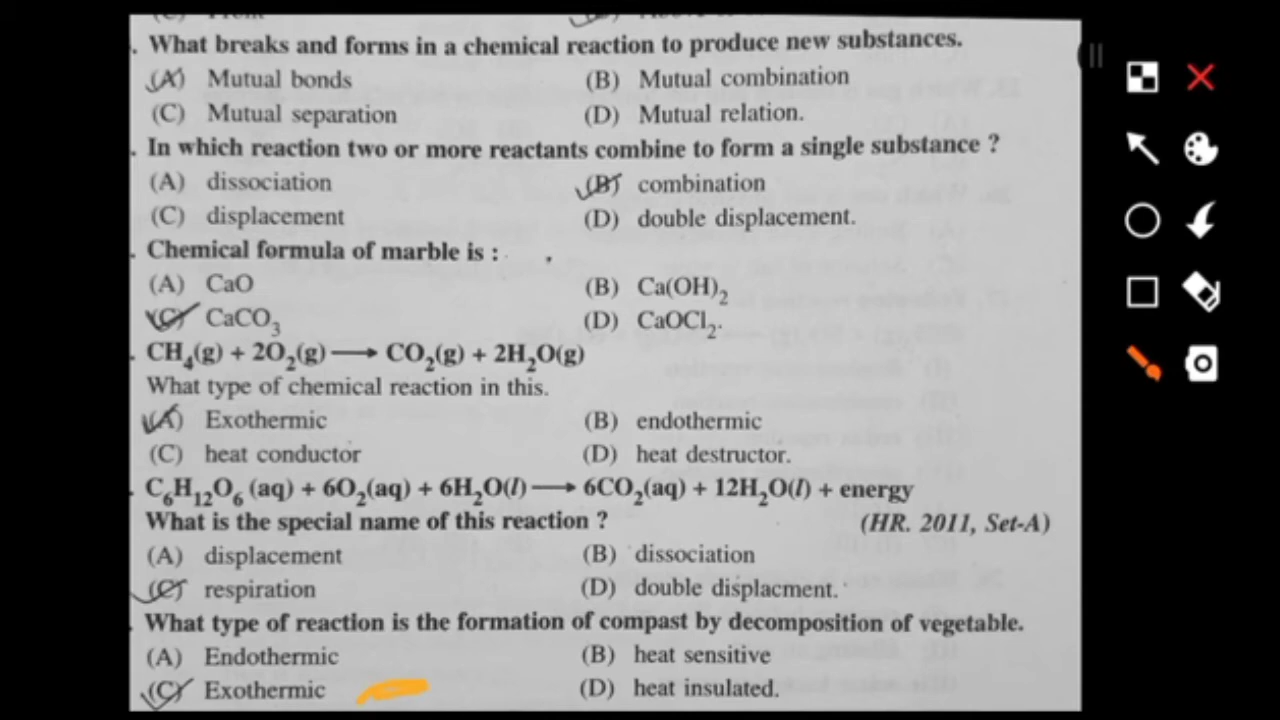 . What breaks and forms in a chemical reaction to produce new substances.
(A) Mutual bonds (B) Mutual combination
(C) Mutual separation (D) Mutual relation.
. In which reaction two or more reactants combine to form a single substance ?
(A) dissociation (B) combination
(C) displacement (D) double displacement.
. Chemical formula of marble is :
(A) CaO (B) Ca(OH)₂
(C) CaCO₃ (D) CaOCl₂.
. CH₄(g) + 2O₂(g) ⟶ CO₂(g) + 2H₂O(g)
What type of chemical reaction in this.
(A) Exothermic (B) endothermic
(C) heat conductor (D) heat destructor.
. C₆H₁₂O₆ (aq) + 6O₂(aq) + 6H₂O(l) ⟶ 6CO₂(aq) + 12H₂O(l) + energy
What is the special name of this reaction ? (HR. 2011, Set-A)
(A) displacement (B) dissociation
(C) respiration (D) double displacment.
. What type of reaction is the formation of compast by decomposition of vegetable.
(A) Endothermic (B) heat sensitive
(C) Exothermic (D) heat insulated.